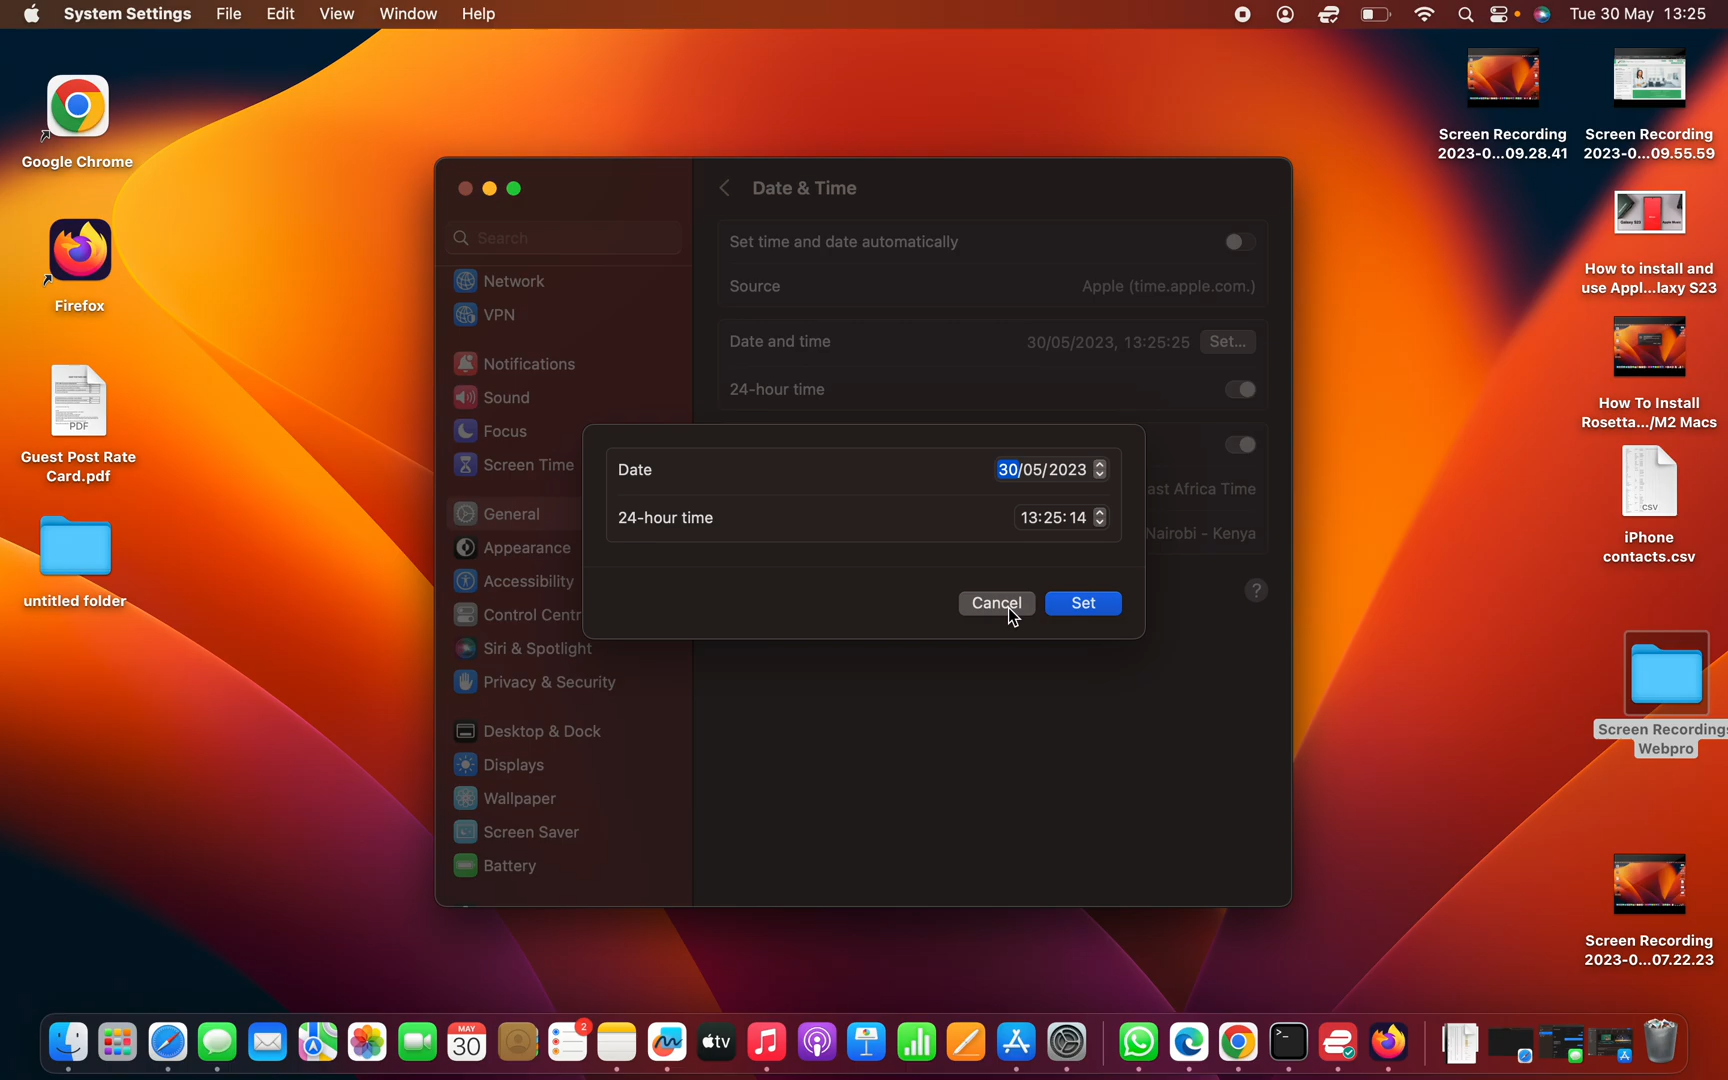 System Settings File Edit View Window Help
Tue 30 May 13:25
Google Chrome
Firefox
PDF
Guest Post Rate
Card.pdf
untitled folder
Screen Recording
2023-0...09.28.41
Screen Recording
2023-0...09.55.59
How to install and
use Appl...laxy S23
How To Install
Rosetta.../M2 Macs
csv
iPhone
contacts.csv
Screen Recordings
Webpro
Screen Recording
2023-0...07.22.23
Search
Network
VPN
Notifications
Sound
Focus
Screen Time
General
Appearance
Accessibility
Control Centr
Siri & Spotlight
Privacy & Security
Desktop & Dock
Displays
Wallpaper
Screen Saver
Battery
Date & Time
Set time and date automatically
Source Apple (time.apple.com.)
Date and time 30/05/2023, 13:25:25 Set...
24-hour time
ast Africa Time
Nairobi - Kenya
?
Date 30/05/2023
24-hour time 13:25:14
Cancel Set
MAY
30
2
tv